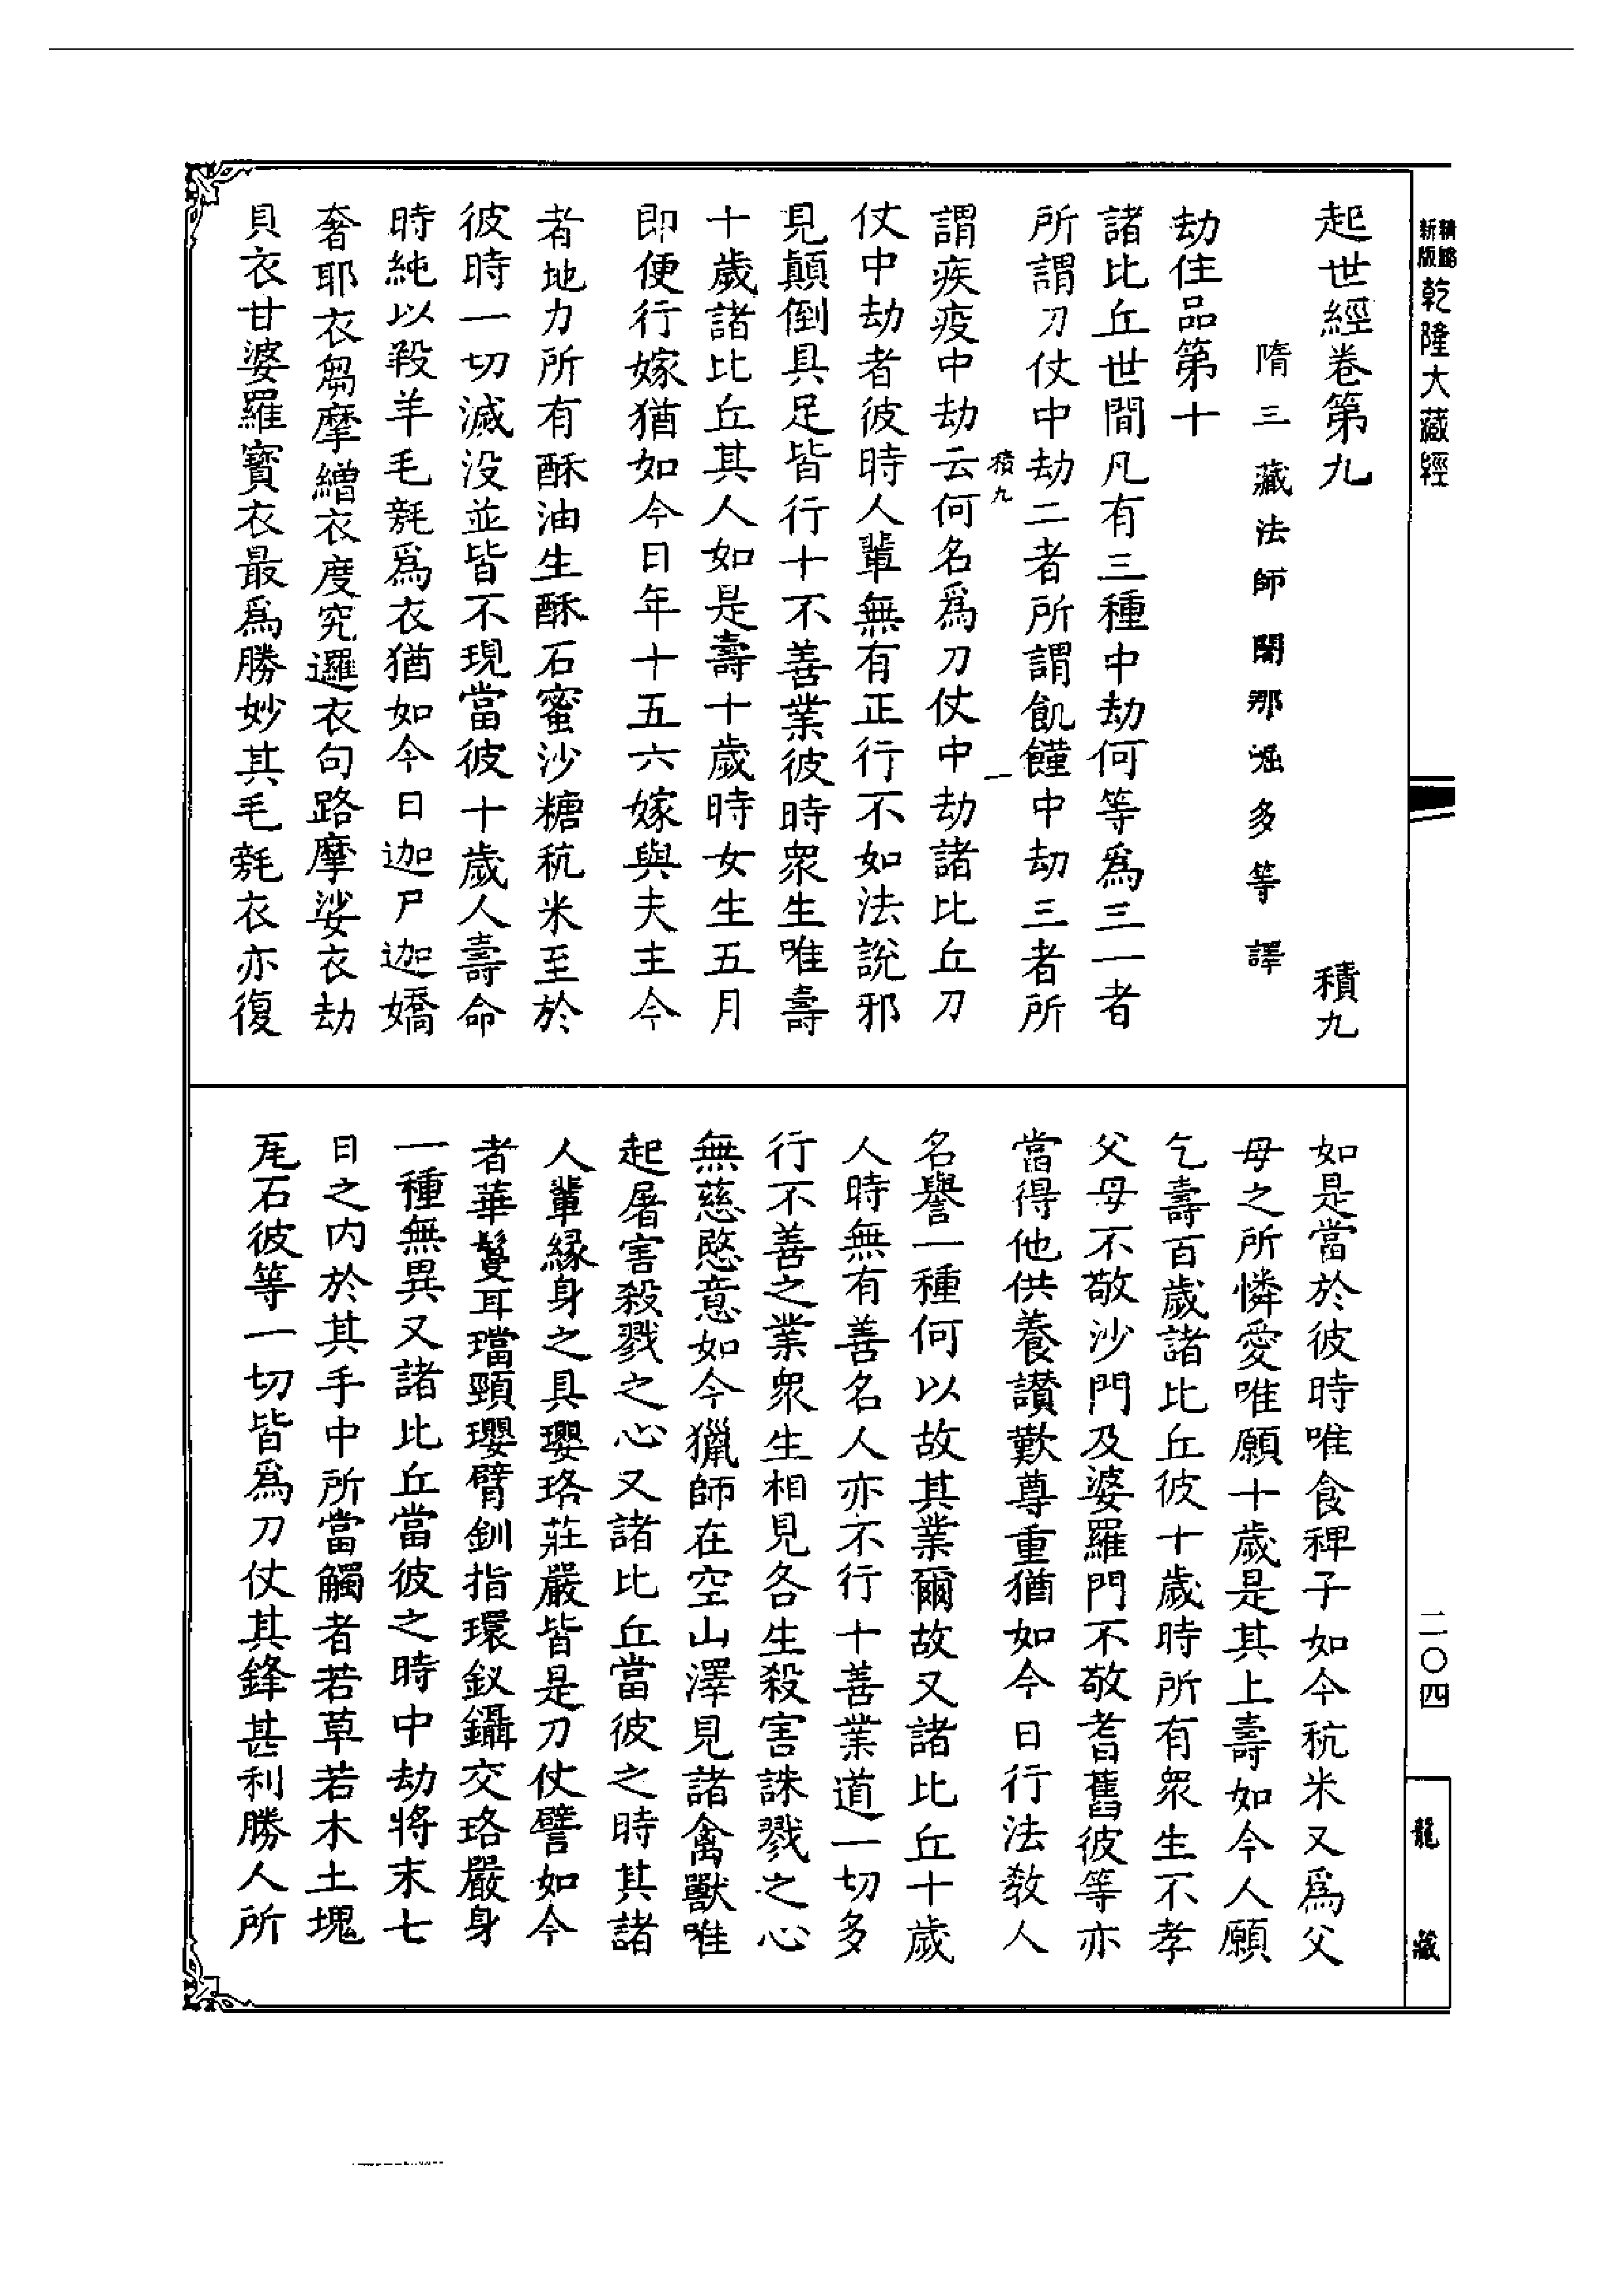 新版
精縮
乾隆大藏經
二〇四
龍藏
起世經卷第九 積九
隋三藏法師闍那崛多等譯
劫住品第十
諸比丘世間凡有三種中劫何等爲三一者
所謂刀仗中劫二者所謂飢饉中劫三者所
積九 一
謂疾疫中劫云何名爲刀仗中劫諸比丘刀
仗中劫者彼時人輩無有正行不如法說邪
見顛倒具足皆行十不善業彼時衆生唯壽
十歲諸比丘其人如是壽十歲時女生五月
即便行嫁猶如今日年十五六嫁與夫主今
者地力所有酥油生酥石蜜沙糖秔米至於
彼時一切滅没並皆不現當彼十歲人壽命
時純以羖羊毛毼爲衣猶如今日迦尸迦嬌
奢耶衣芻摩繒衣度究邏衣句路摩娑衣劫
貝衣甘婆羅寶衣最爲勝妙其毛毼衣亦復
如是當於彼時唯食稗子如今秔米又爲父
母之所憐愛唯願十歲是其上壽如今人願
乞壽百歲諸比丘彼十歲時所有衆生不孝
父母不敬沙門及婆羅門不敬耆舊彼等亦
當得他供養讃歎尊重猶如今日行法教人
名譽一種何以故其業爾故又諸比丘十歲
人時無有善名人亦不行十善業道一切多
行不善之業衆生相見各生殺害誅戮之心
無慈愍意如今獵師在空山澤見諸禽獸唯
起屠害殺戮之心又諸比丘當彼之時其諸
人輩縁身之具瓔珞莊嚴皆是刀仗譬如今
者華鬘耳璫頸瓔臂釧指環釵鑷交珞嚴身
一種無異又諸比丘當彼之時中劫將末七
日之内於其手中所當觸者若草若木土塊
瓦石彼等一切皆爲刀仗其鋒甚利勝人所